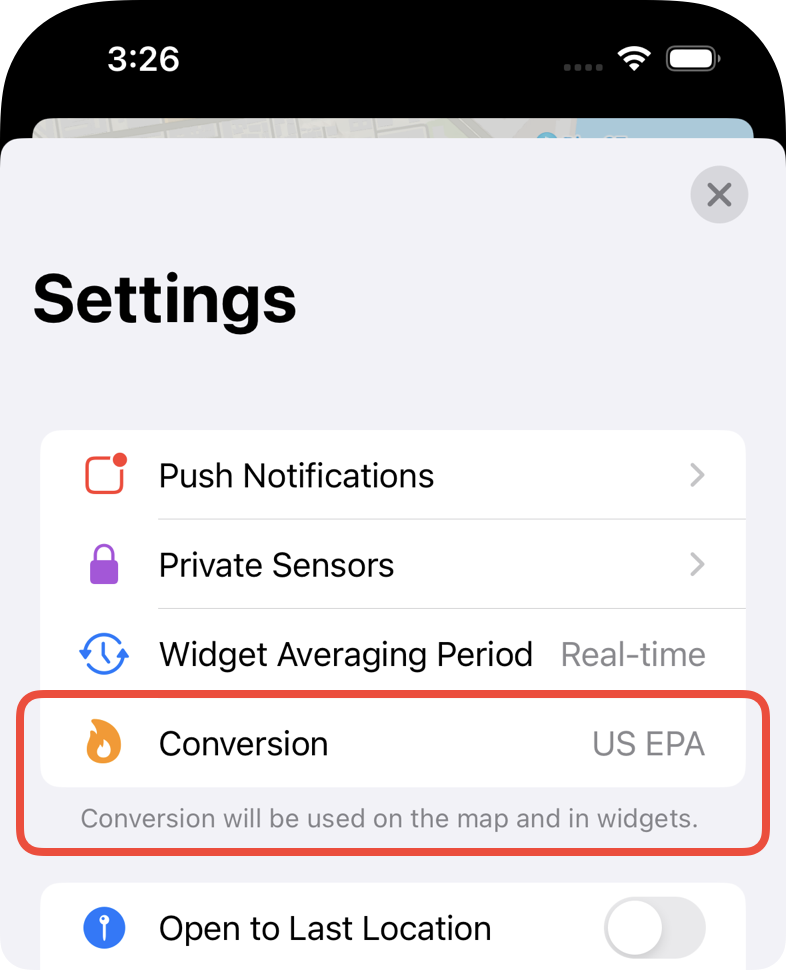 3:26
Settings
Push Notifications
Private Sensors
Widget Averaging Period Real-time
Conversion US EPA
Conversion will be used on the map and in widgets.
Open to Last Location